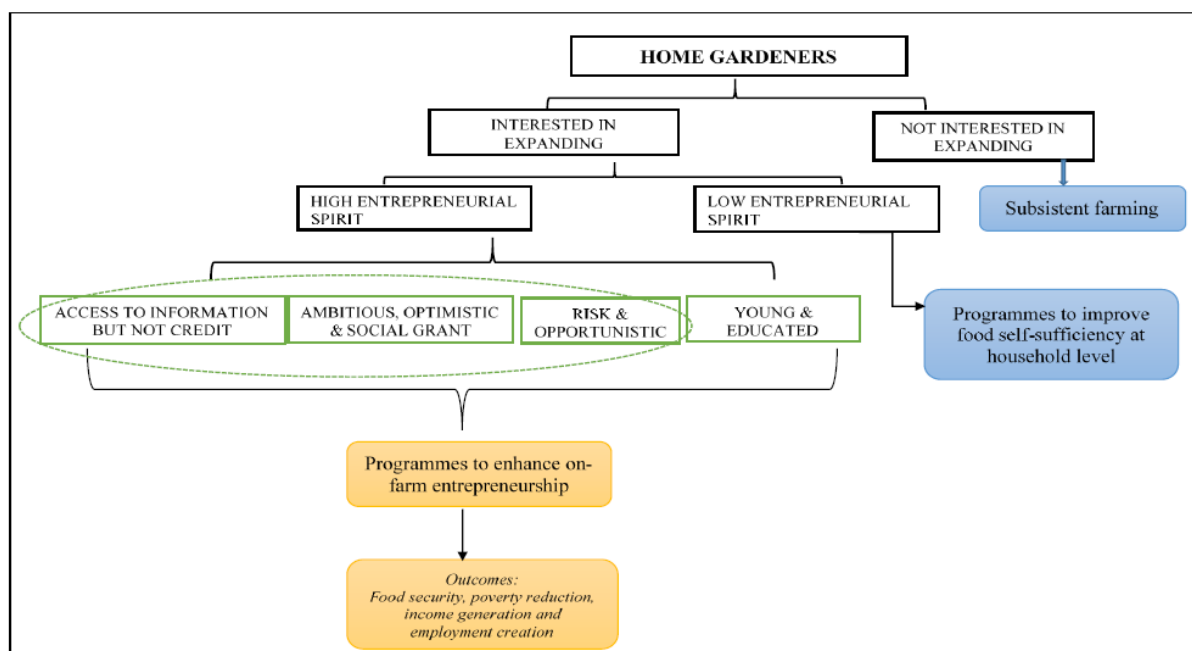 HOME GARDENERS
INTERESTED IN
EXPANDING
NOT INTERESTED IN
EXPANDING
HIGH ENTREPRENEURIAL
SPIRIT
LOW ENTREPRENEURIAL
SPIRIT
Subsistent farming
ACCESS TO INFORMATION
BUT NOT CREDIT
AMBITIOUS, OPTIMISTIC
& SOCIAL GRANT
RISK &
OPPORTUNISTIC
YOUNG &
EDUCATED
Programmes to improve
food self-sufficiency at
household level
Programmes to enhance on-
farm entrepreneurship
Outcomes:
Food security, poverty reduction,
income generation and
employment creation